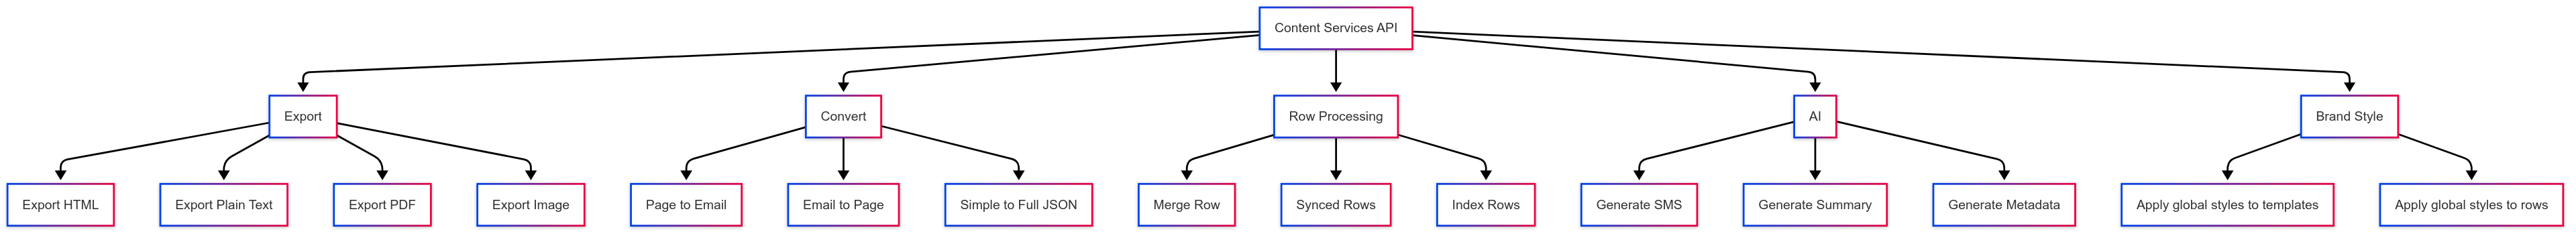 Content Services API
Export
Convert
Row Processing
AI
Brand Style
Export HTML
Export Plain Text
Export PDF
Export Image
Page to Email
Email to Page
Simple to Full JSON
Merge Row
Synced Rows
Index Rows
Generate SMS
Generate Summary
Generate Metadata
Apply global styles to templates
Apply global styles to rows